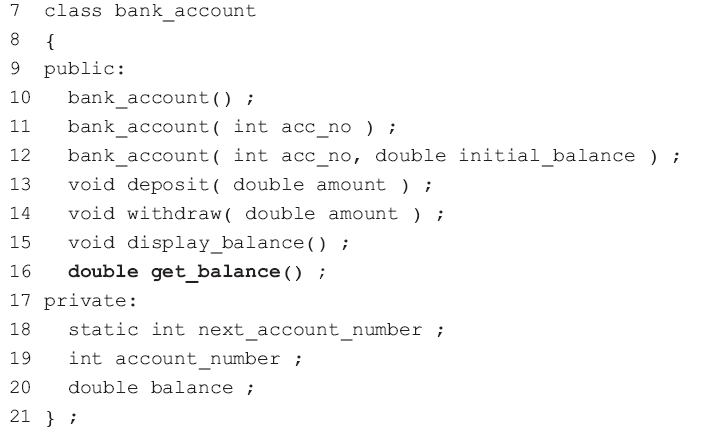 7 class bank_account
8 {
9 public:
10 bank_account() ;
11 bank_account( int acc_no ) ;
12 bank_account( int acc_no, double initial_balance ) ;
13 void deposit( double amount ) ;
14 void withdraw( double amount ) ;
15 void display_balance() ;
16 double get_balance() ;
17 private:
18 static int next_account_number ;
19 int account_number ;
20 double balance ;
21 } ;